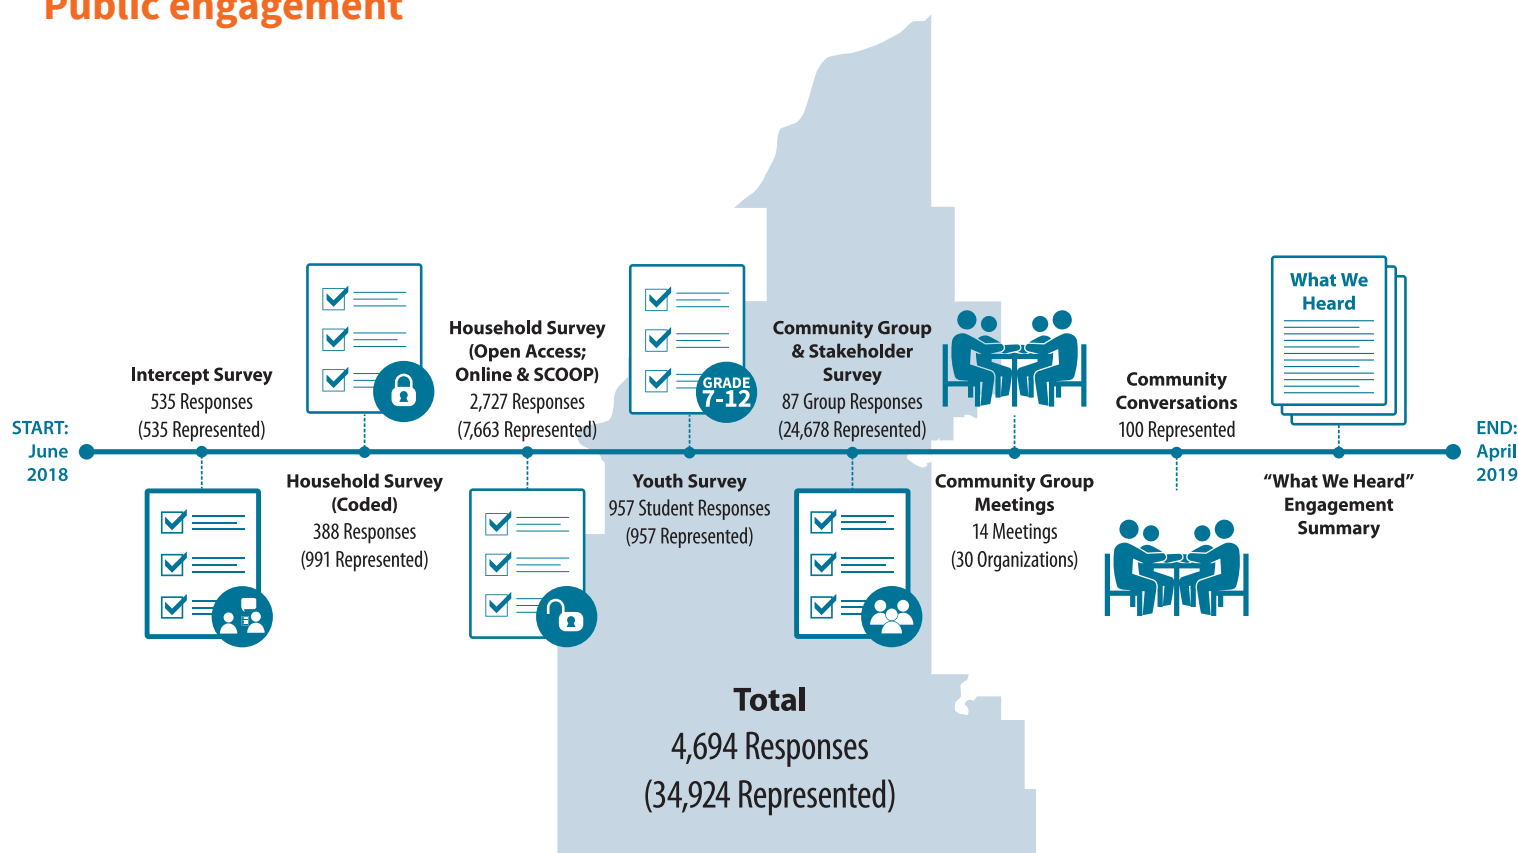 Public engagement
START:
June
2018
Intercept Survey
535 Responses
(535 Represented)
Household Survey
(Coded)
388 Responses
(991 Represented)
Household Survey
(Open Access;
Online & SCOOP)
2,727 Responses
(7,663 Represented)
GRADE
7-12
Youth Survey
957 Student Responses
(957 Represented)
Community Group
& Stakeholder
Survey
87 Group Responses
(24,678 Represented)
Community Group
Meetings
14 Meetings
(30 Organizations)
Community
Conversations
100 Represented
What We
Heard
“What We Heard”
Engagement
Summary
END:
April
2019
Total
4,694 Responses
(34,924 Represented)